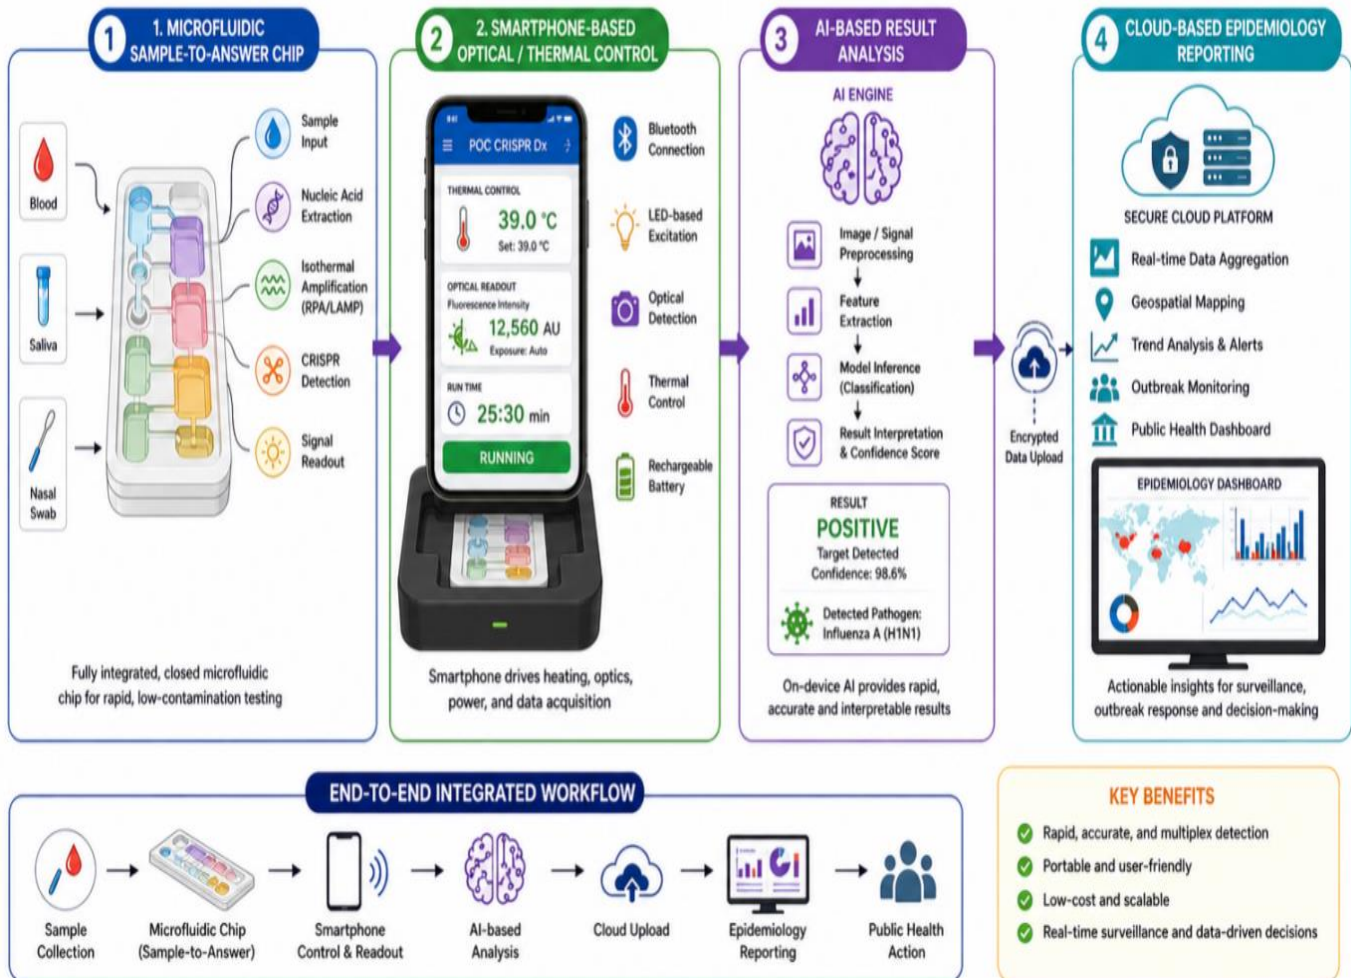 1
1. MICROFLUIDIC
SAMPLE-TO-ANSWER CHIP
Blood
Saliva
Nasal
Swab
Sample
Input
Nucleic Acid
Extraction
Isothermal
Amplification
(RPA/LAMP)
CRISPR
Detection
Signal
Readout
Fully integrated, closed microfluidic
chip for rapid, low-contamination testing
2
2. SMARTPHONE-BASED
OPTICAL / THERMAL CONTROL
POC CRISPR Dx
THERMAL CONTROL
39.0 °C
Set: 39.0 °C
OPTICAL READOUT
Fluorescence Intensity
12,560 AU
Exposure: Auto
RUN TIME
25:30 min
RUNNING
Bluetooth
Connection
LED-based
Excitation
Optical
Detection
Thermal
Control
Rechargeable
Battery
Smartphone drives heating, optics,
power, and data acquisition
3
AI-BASED RESULT
ANALYSIS
AI ENGINE
Image / Signal
Preprocessing
Feature
Extraction
Model Inference
(Classification)
Result Interpretation
& Confidence Score
RESULT
POSITIVE
Target Detected
Confidence: 98.6%
Detected Pathogen:
Influenza A (H1N1)
On-device AI provides rapid,
accurate and interpretable results
Encrypted
Data Upload
4
CLOUD-BASED EPIDEMIOLOGY
REPORTING
SECURE CLOUD PLATFORM
Real-time Data Aggregation
Geospatial Mapping
Trend Analysis & Alerts
Outbreak Monitoring
Public Health Dashboard
EPIDEMIOLOGY DASHBOARD
Actionable insights for surveillance,
outbreak response and decision-making
END-TO-END INTEGRATED WORKFLOW
Sample
Collection
Microfluidic Chip
(Sample-to-Answer)
Smartphone
Control & Readout
AI-based
Analysis
Cloud Upload
Epidemiology
Reporting
Public Health
Action
KEY BENEFITS
Rapid, accurate, and multiplex detection
Portable and user-friendly
Low-cost and scalable
Real-time surveillance and data-driven decisions